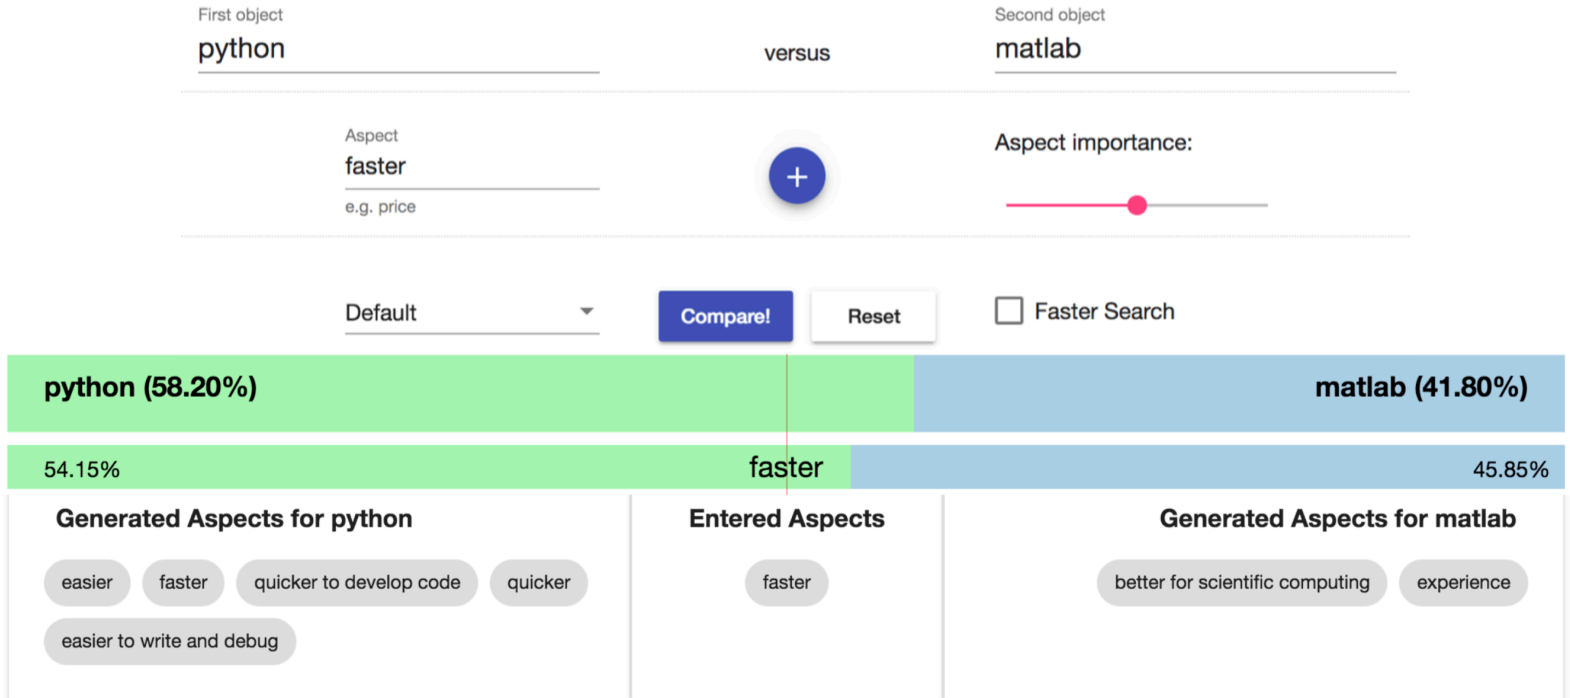 First object
Second object
python
versus
matlab
Aspect
Aspect importance:
faster
+
e.g. price
Default
Compare!
Reset
Faster Search
python (58.20%)
matlab (41.80%)
54.15%
faster
45.85%
Generated Aspects for python
easier
faster
quicker to develop code
quicker
easier to write and debug
Entered Aspects
faster
Generated Aspects for matlab
better for scientific computing
experience